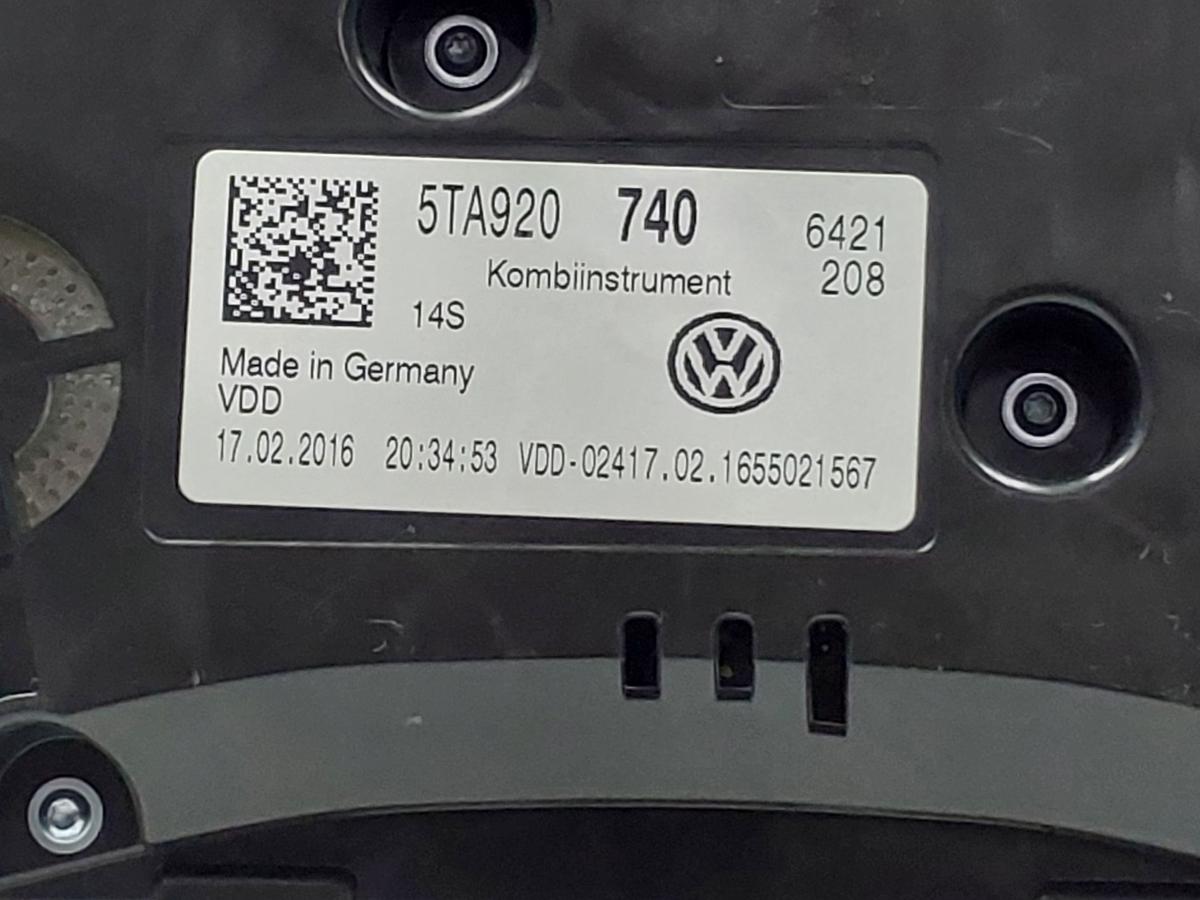 5TA920 740 6421
Kombiinstrument 208
14S
VW
Made in Germany
VDD
17.02.2016 20:34:53 VDD-02417.02.1655021567